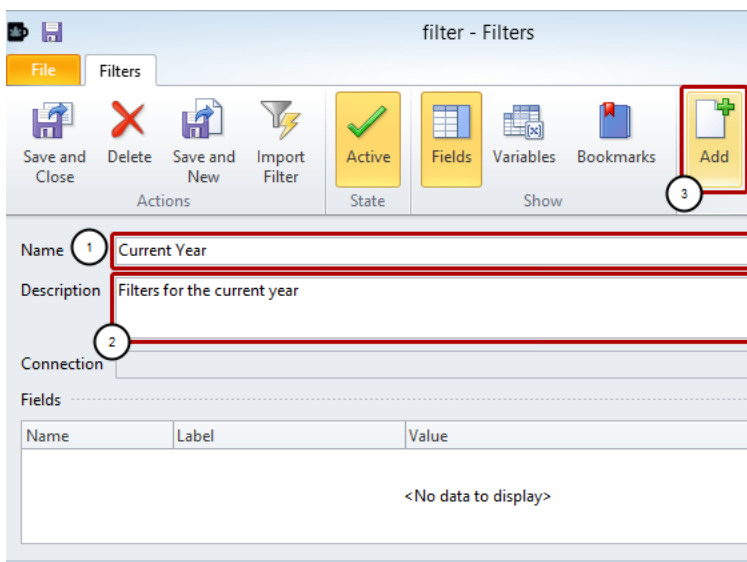 filter - Filters
File Filters
Save and Close Delete Save and New Import Filter Active Fields Variables Bookmarks Add
Actions State Show 3
Name 1 Current Year
Description Filters for the current year
2
Connection
Fields
Name Label Value
<No data to display>